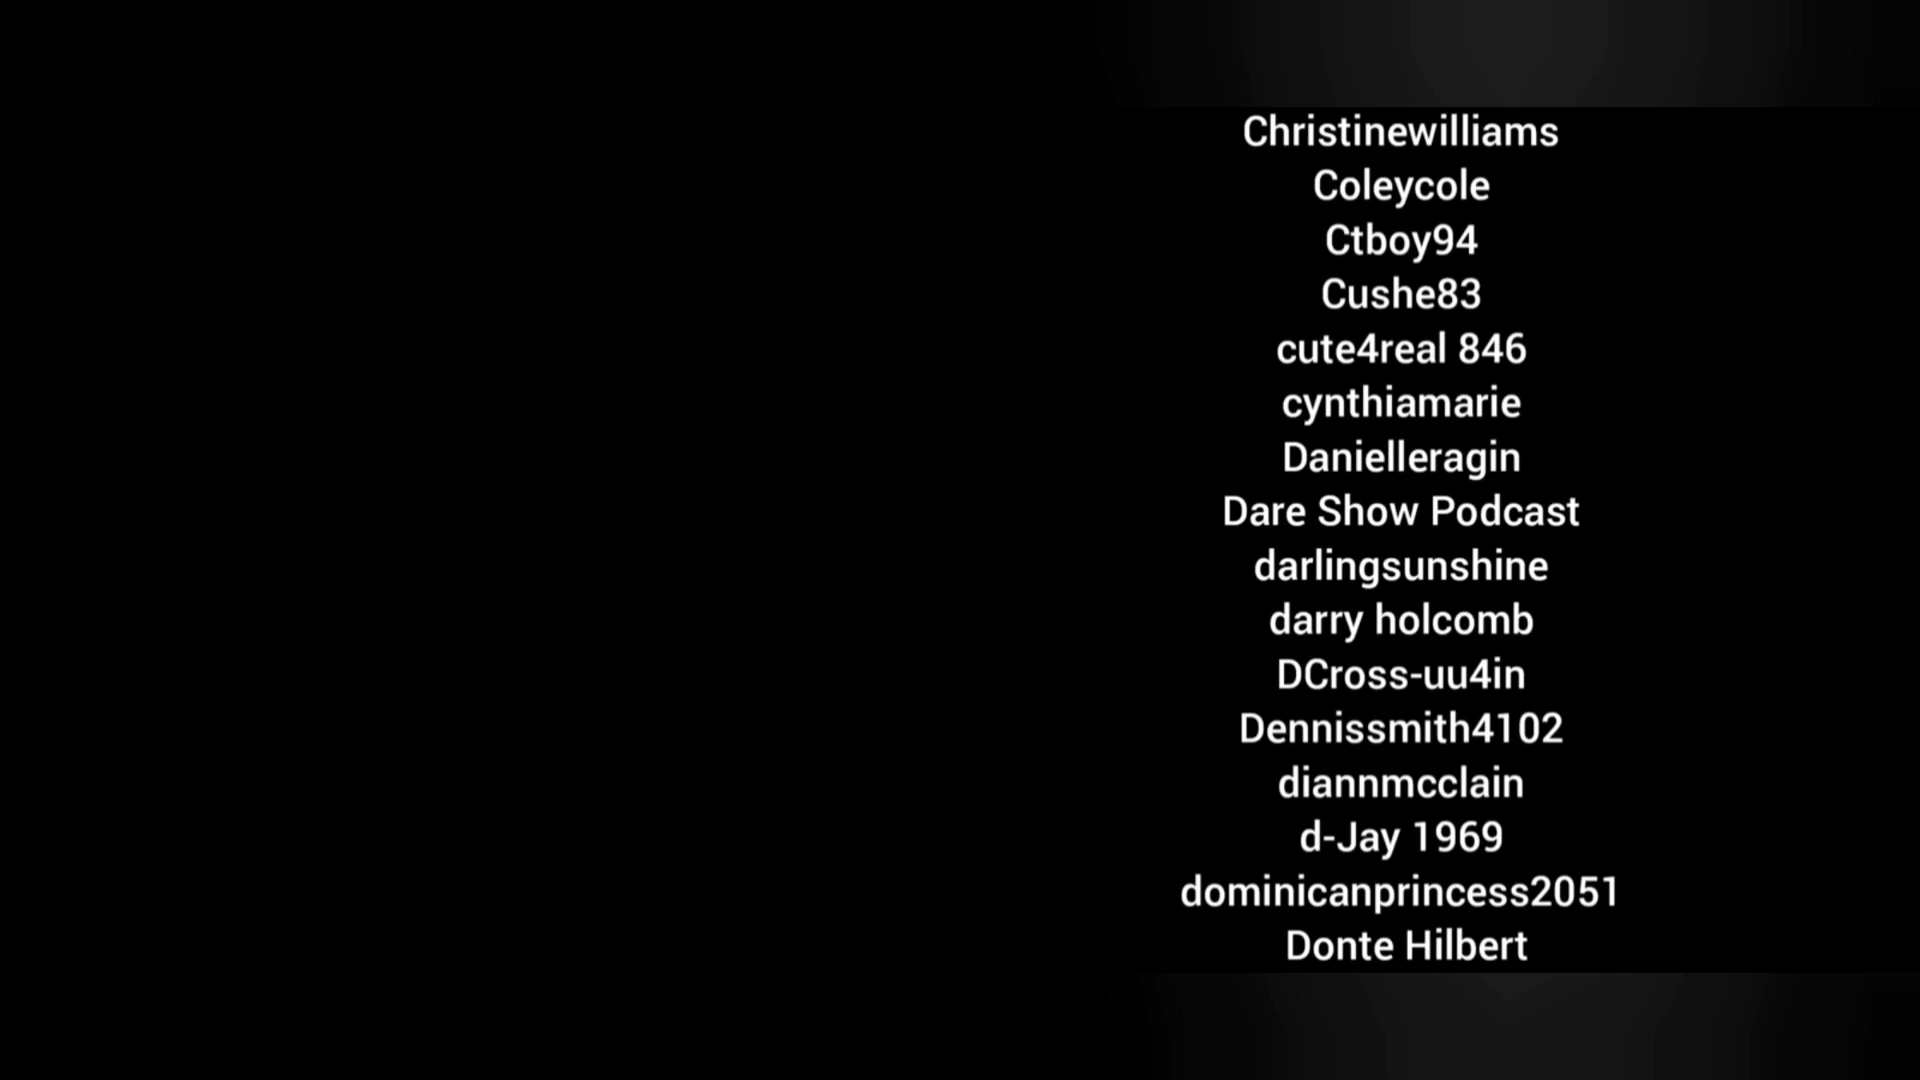 Christinewilliams
Coleycole
Ctboy94
Cushe83
cute4real 846
cynthiamarie
Danielleragin
Dare Show Podcast
darlingsunshine
darry holcomb
DCross-uu4in
Dennissmith4102
diannmcclain
d-Jay 1969
dominicanprincess2051
Donte Hilbert